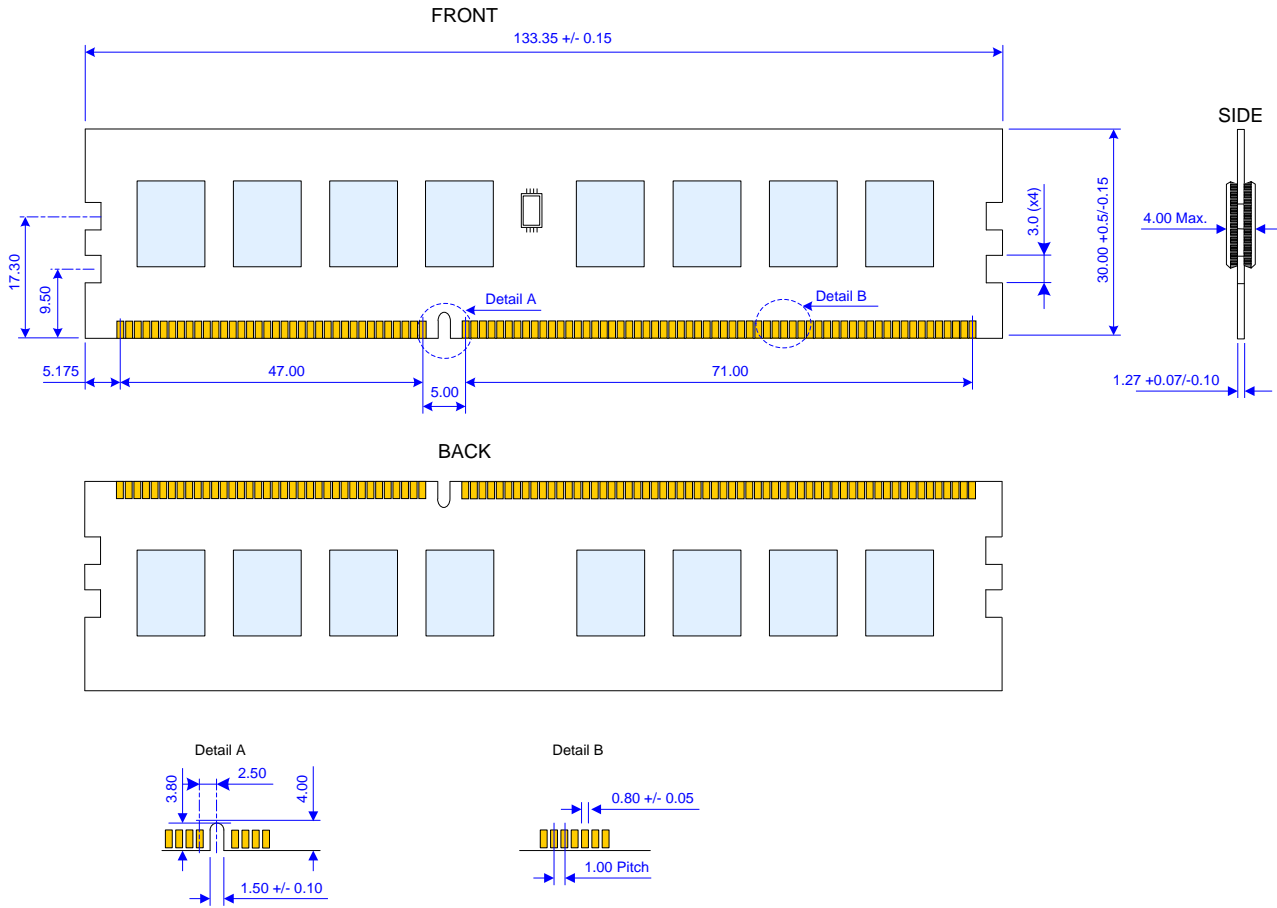 FRONT
133.35 +/- 0.15
SIDE
17.30
9.50
3.0 (x4)
30.00 +0.5/-0.15
4.00 Max.
Detail A
Detail B
5.175
47.00
5.00
71.00
1.27 +0.07/-0.10
BACK
Detail A
3.80
2.50
4.00
1.50 +/- 0.10
Detail B
0.80 +/- 0.05
1.00 Pitch